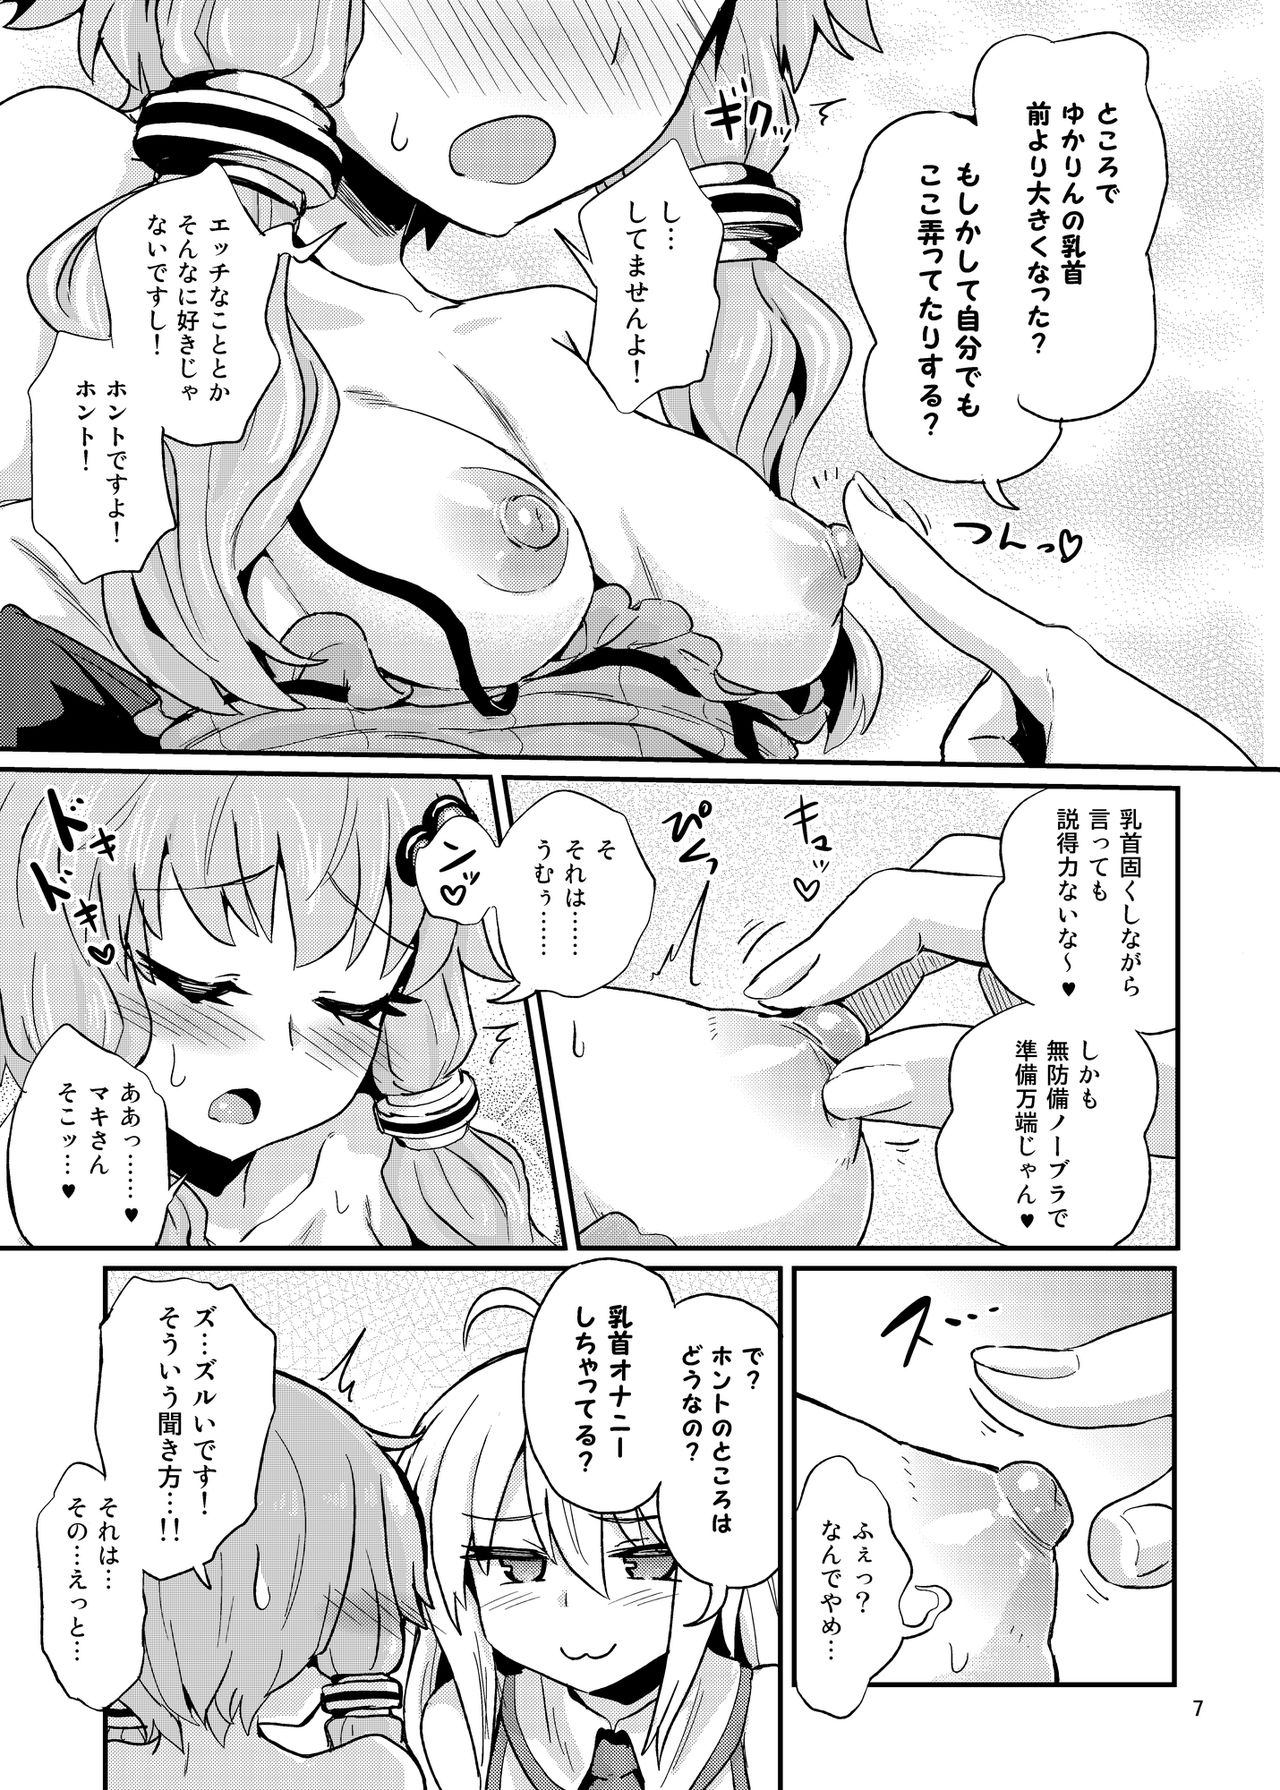 ところで
ゆかりんの乳首
前より大きくなった?
もしかして自分でも
ここ弄ってたりする?
ギクッ
し…
してませんよ!
エッチなこととか
そんなに好きじゃ
ないですし!
ホントですよ!
ホント!
つんっ♡
乳首固くしながら
言っても
説得力ないな〜♥
しかも
無防備ノーブラで
準備万端じゃん♥
キュッ♡
ぴくっ
そ
それは……
うむぅ……
ンッ♡
ドキドキ♡
ああっ……♥
マキさん
そこッ…♥
スッ
ふぇっ?
なんでやめ…
で?
ホントのところは
どうなの?
乳首オナニー
しちゃってる?
ズ…ズルいです!
そういう聞き方…!!
それは…
その…えっと…
7